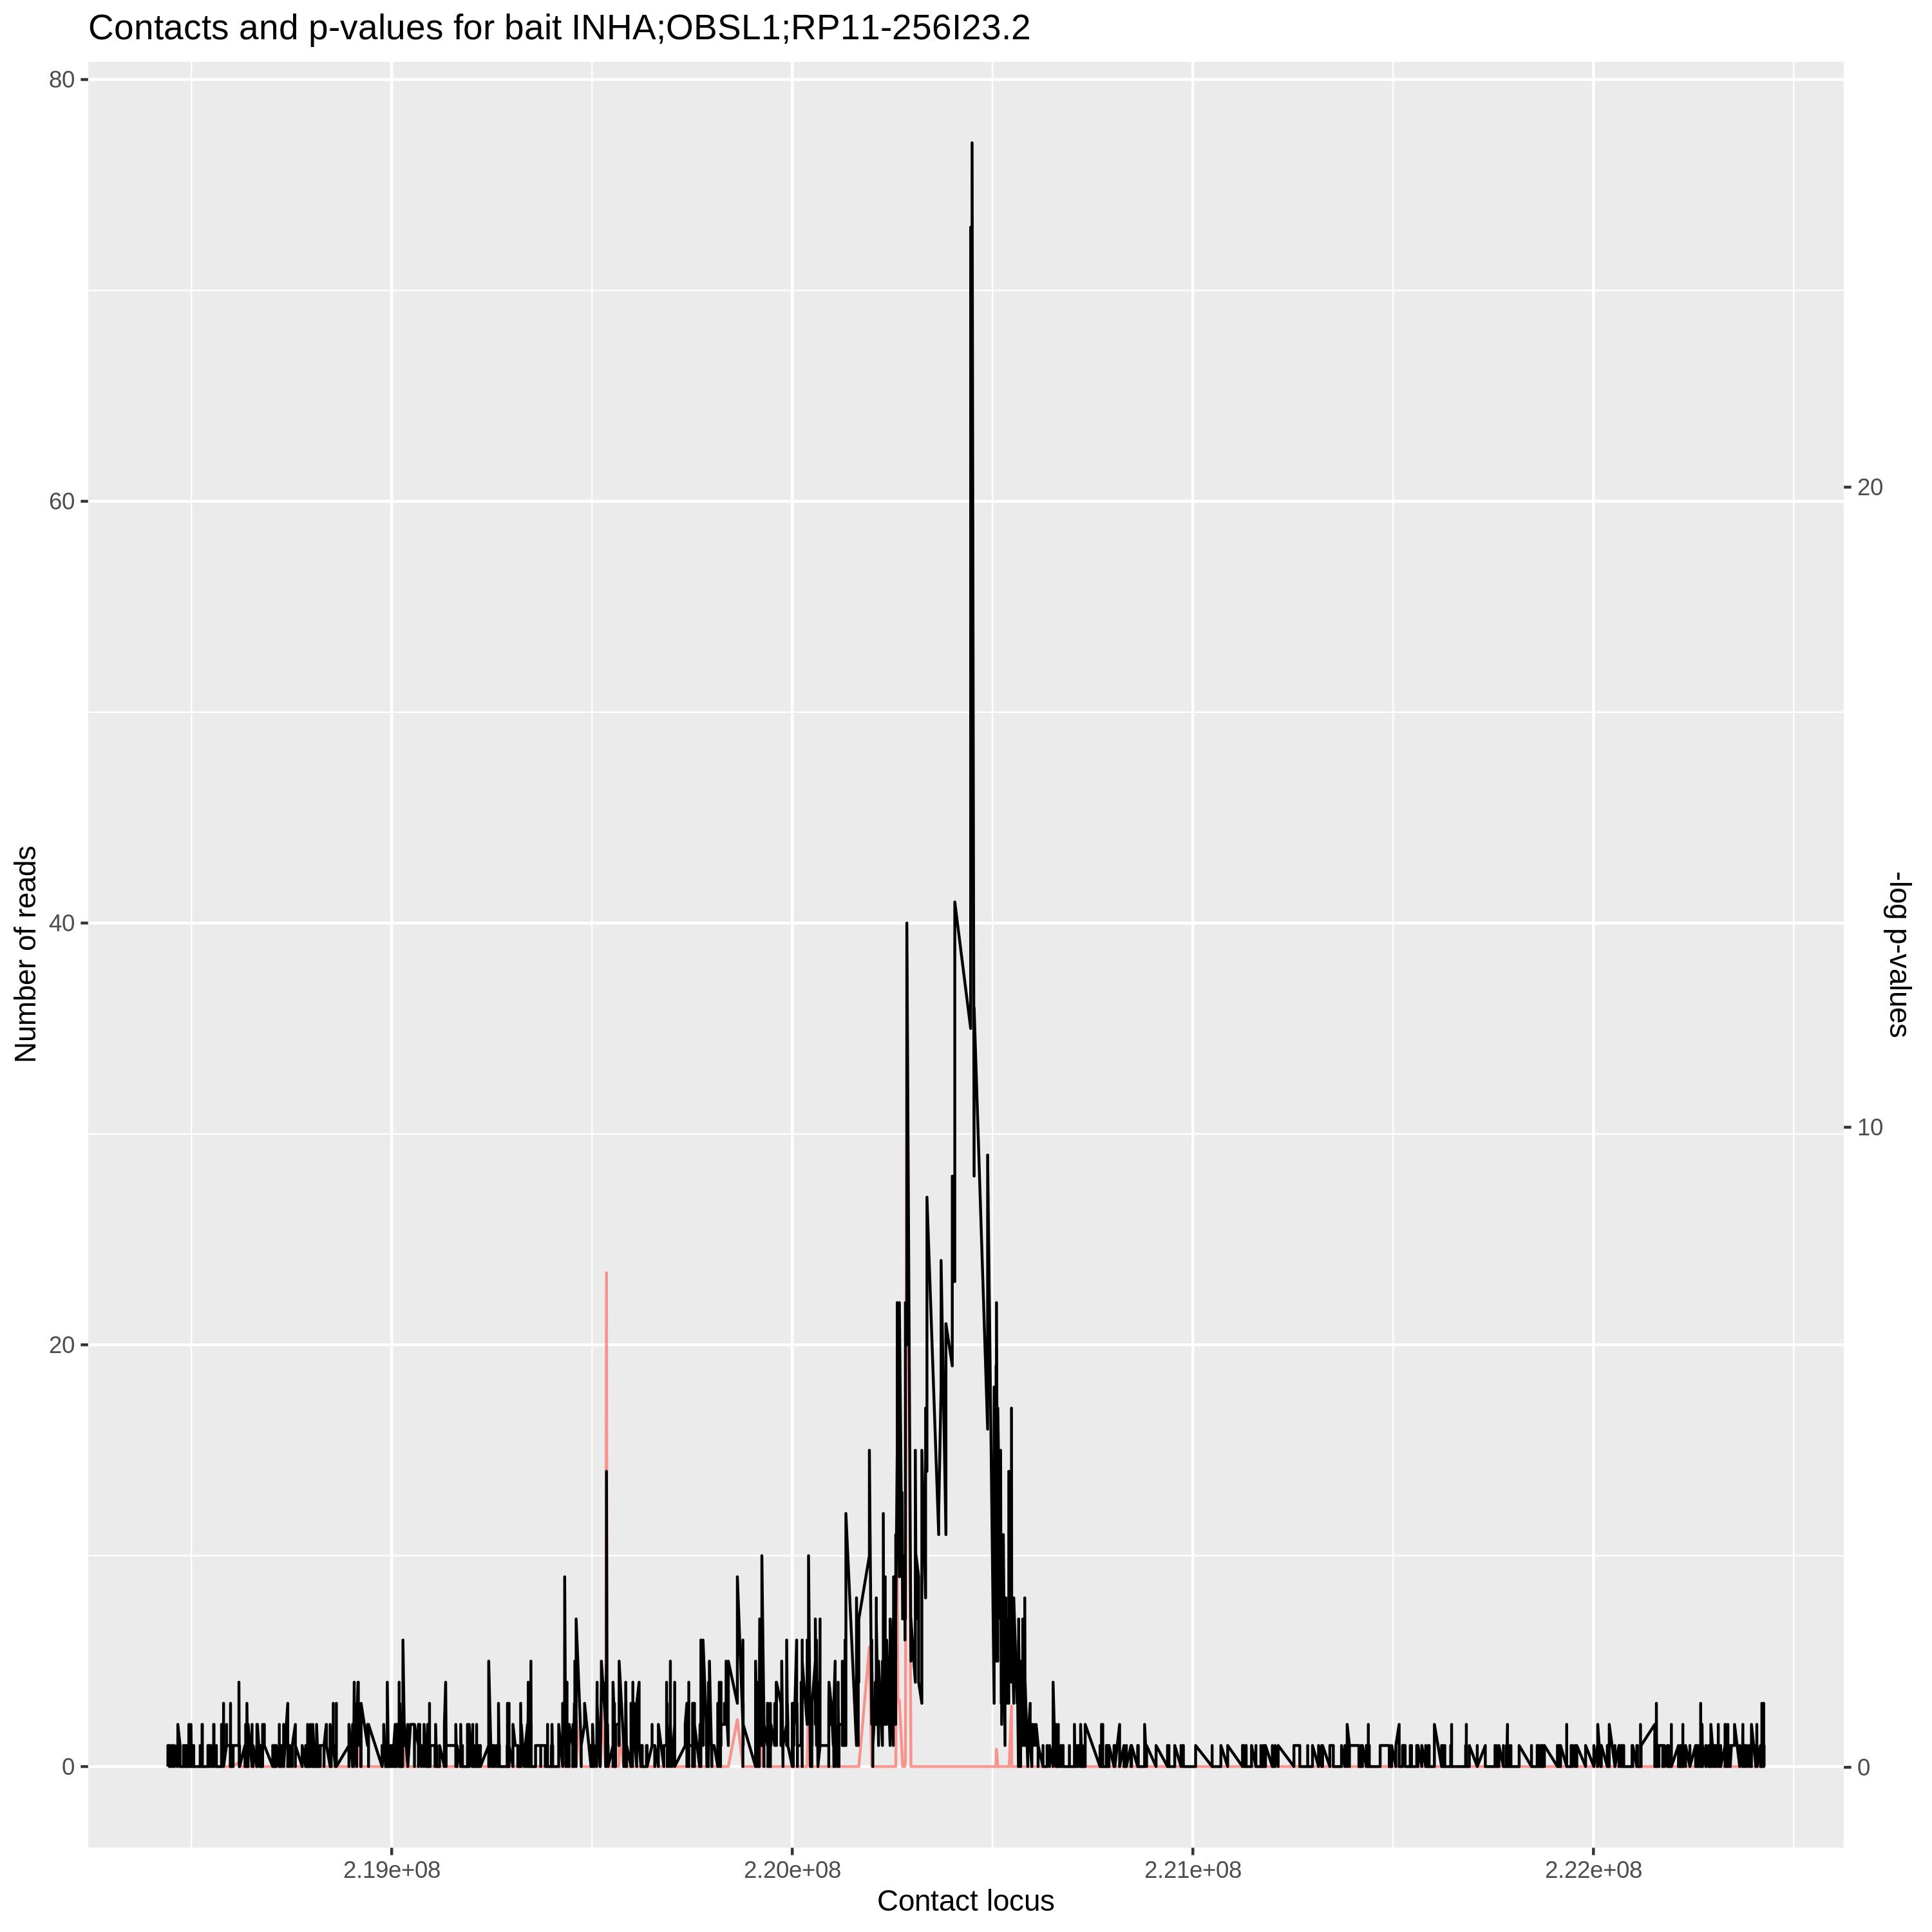 Contacts and p-values for bait INHA;OBSL1;RP11-256I23.2
80
60
40
20
0
Number of reads
20
10
0
-log p-values
2.19e+08
2.20e+08
2.21e+08
2.22e+08
Contact locus